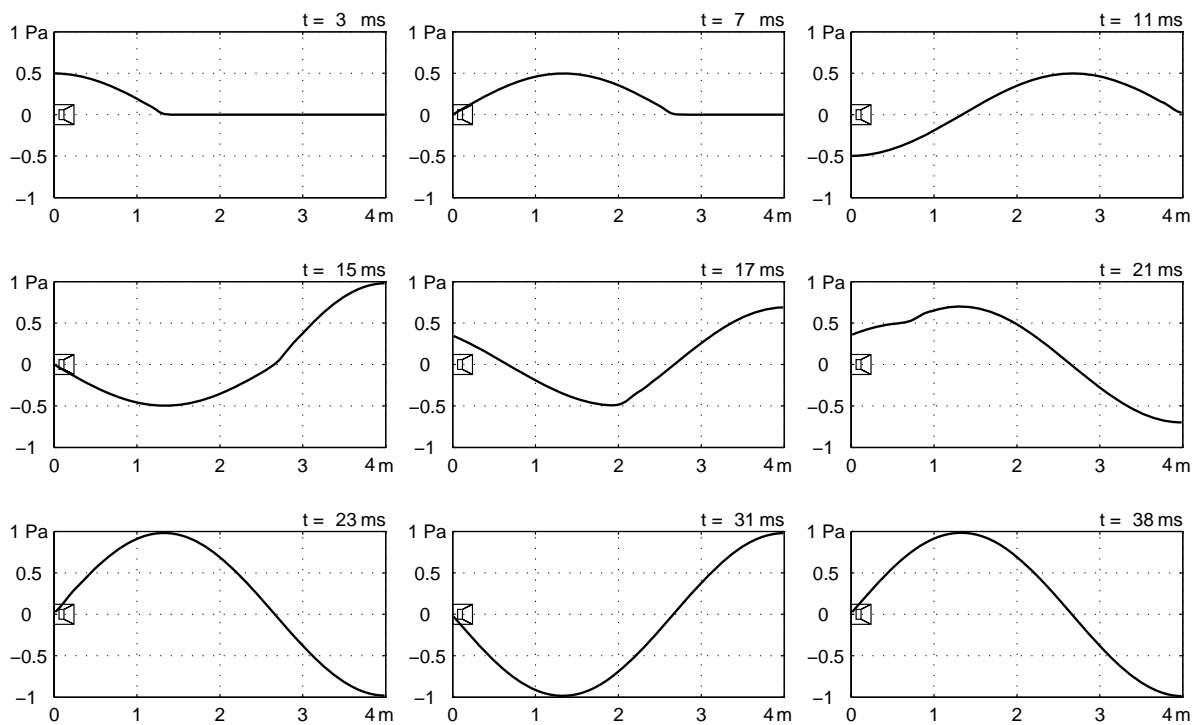 t = 3 ms
1 Pa
0.5
0
−0.5
−1
0 1 2 3 4 m
t = 7 ms
1 Pa
0.5
0
−0.5
−1
0 1 2 3 4 m
t = 11 ms
1 Pa
0.5
0
−0.5
−1
0 1 2 3 4 m
t = 15 ms
1 Pa
0.5
0
−0.5
−1
0 1 2 3 4 m
t = 17 ms
1 Pa
0.5
0
−0.5
−1
0 1 2 3 4 m
t = 21 ms
1 Pa
0.5
0
−0.5
−1
0 1 2 3 4 m
t = 23 ms
1 Pa
0.5
0
−0.5
−1
0 1 2 3 4 m
t = 31 ms
1 Pa
0.5
0
−0.5
−1
0 1 2 3 4 m
t = 38 ms
1 Pa
0.5
0
−0.5
−1
0 1 2 3 4 m